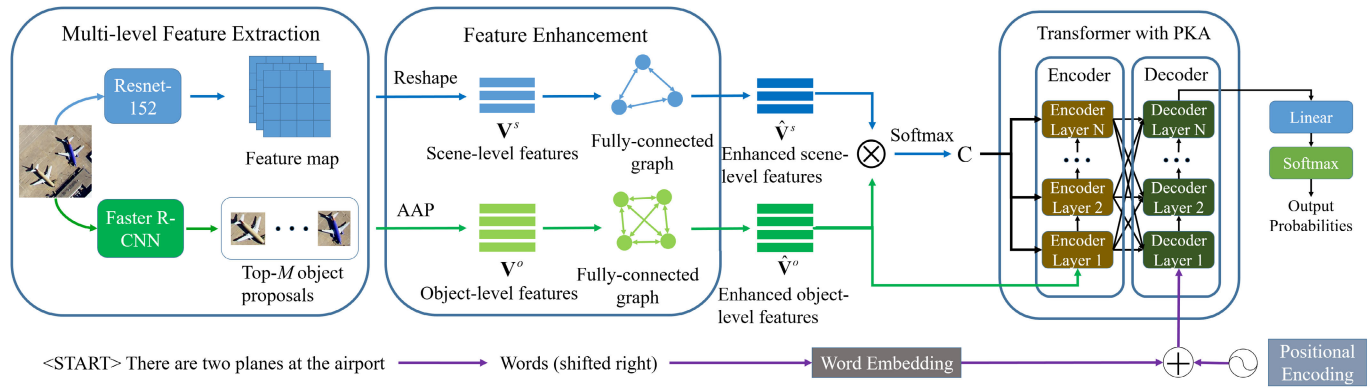 Multi-level Feature Extraction
Resnet-
152
Feature map
Faster R-
CNN
Top-M object
proposals
Feature Enhancement
Reshape
V^s
Scene-level features
Fully-connected
graph
AAP
V^o
Object-level features
Fully-connected
graph
V̂^s
Enhanced scene-
level features
V̂^o
Enhanced object-
level features
Softmax
C
Transformer with PKA
Encoder
Encoder
Layer N
Encoder
Layer 2
Encoder
Layer 1
Decoder
Decoder
Layer N
Decoder
Layer 2
Decoder
Layer 1
Linear
Softmax
Output
Probabilities
<START> There are two planes at the airport
Words (shifted right)
Word Embedding
Positional
Encoding